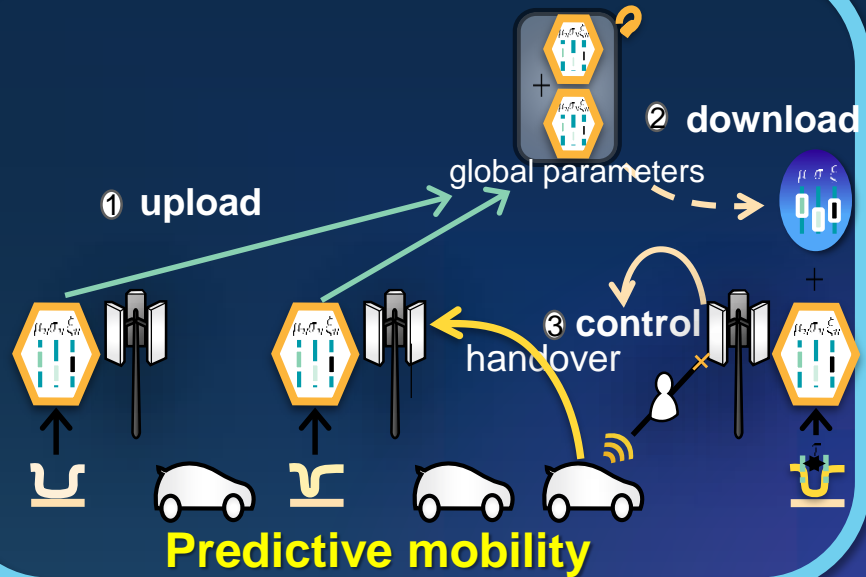 +
② download
global parameters
μ σ ξ
① upload
+
③ control
handover
τ
Predictive mobility